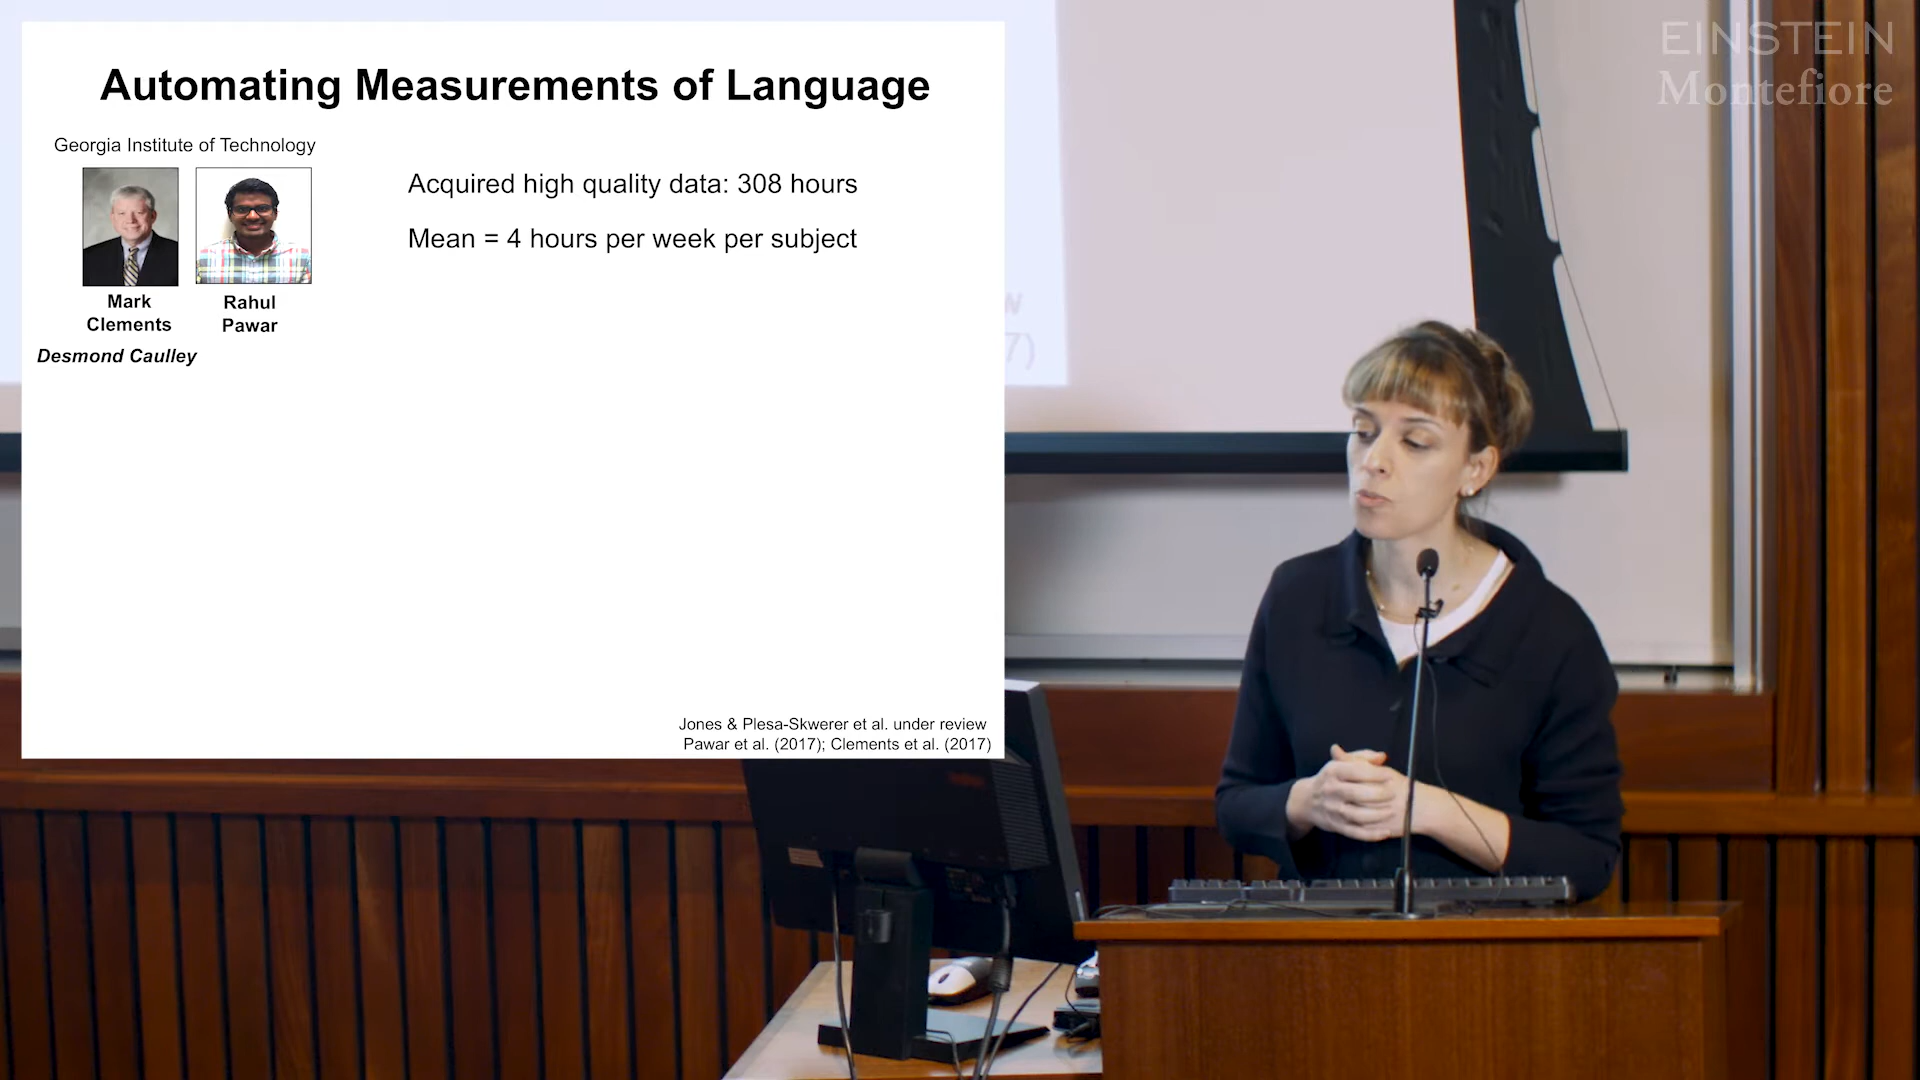 EINSTEIN
Montefiore
Automating Measurements of Language
Georgia Institute of Technology
Mark
Clements
Rahul
Pawar
Desmond Caulley
Acquired high quality data: 308 hours
Mean = 4 hours per week per subject
Jones & Plesa-Skwerer et al. under review
Pawar et al. (2017); Clements et al. (2017)
7)